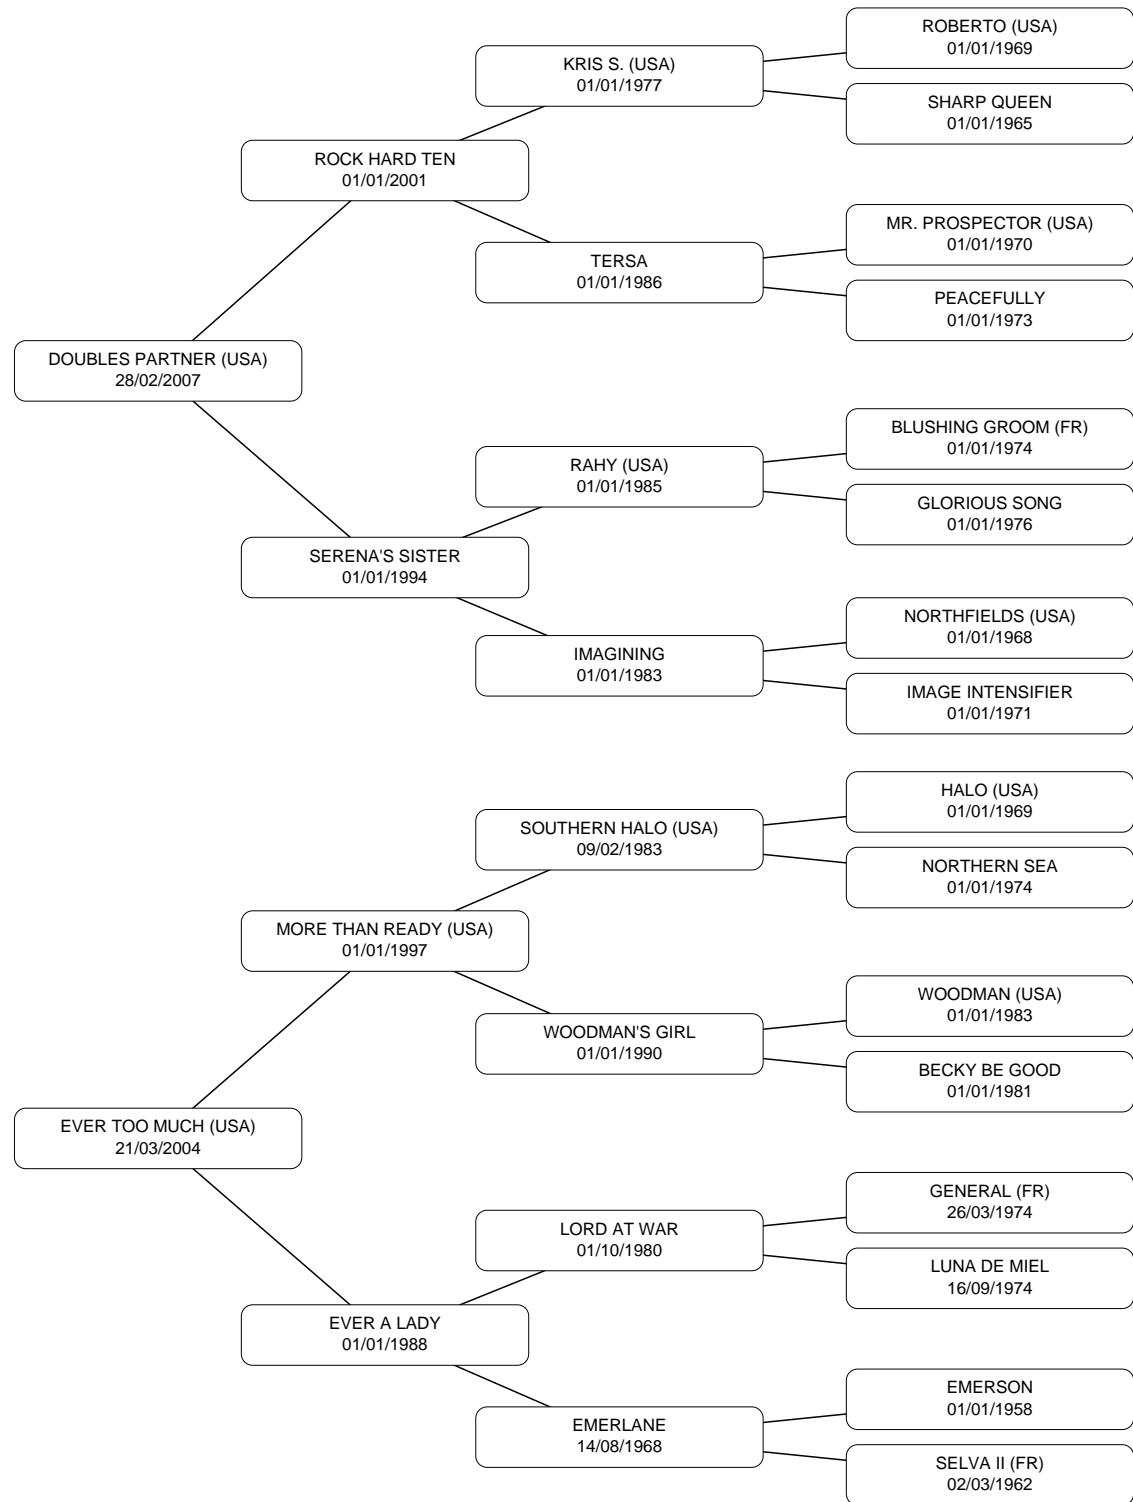 ROBERTO (USA)
01/01/1969
KRIS S. (USA)
01/01/1977
SHARP QUEEN
01/01/1965
ROCK HARD TEN
01/01/2001
MR. PROSPECTOR (USA)
01/01/1970
TERSA
01/01/1986
PEACEFULLY
01/01/1973
DOUBLES PARTNER (USA)
28/02/2007
BLUSHING GROOM (FR)
01/01/1974
RAHY (USA)
01/01/1985
GLORIOUS SONG
01/01/1976
SERENA'S SISTER
01/01/1994
NORTHFIELDS (USA)
01/01/1968
IMAGINING
01/01/1983
IMAGE INTENSIFIER
01/01/1971
HALO (USA)
01/01/1969
SOUTHERN HALO (USA)
09/02/1983
NORTHERN SEA
01/01/1974
MORE THAN READY (USA)
01/01/1997
WOODMAN (USA)
01/01/1983
WOODMAN'S GIRL
01/01/1990
BECKY BE GOOD
01/01/1981
EVER TOO MUCH (USA)
21/03/2004
GENERAL (FR)
26/03/1974
LORD AT WAR
01/10/1980
LUNA DE MIEL
16/09/1974
EVER A LADY
01/01/1988
EMERSON
01/01/1958
EMERLANE
14/08/1968
SELVA II (FR)
02/03/1962